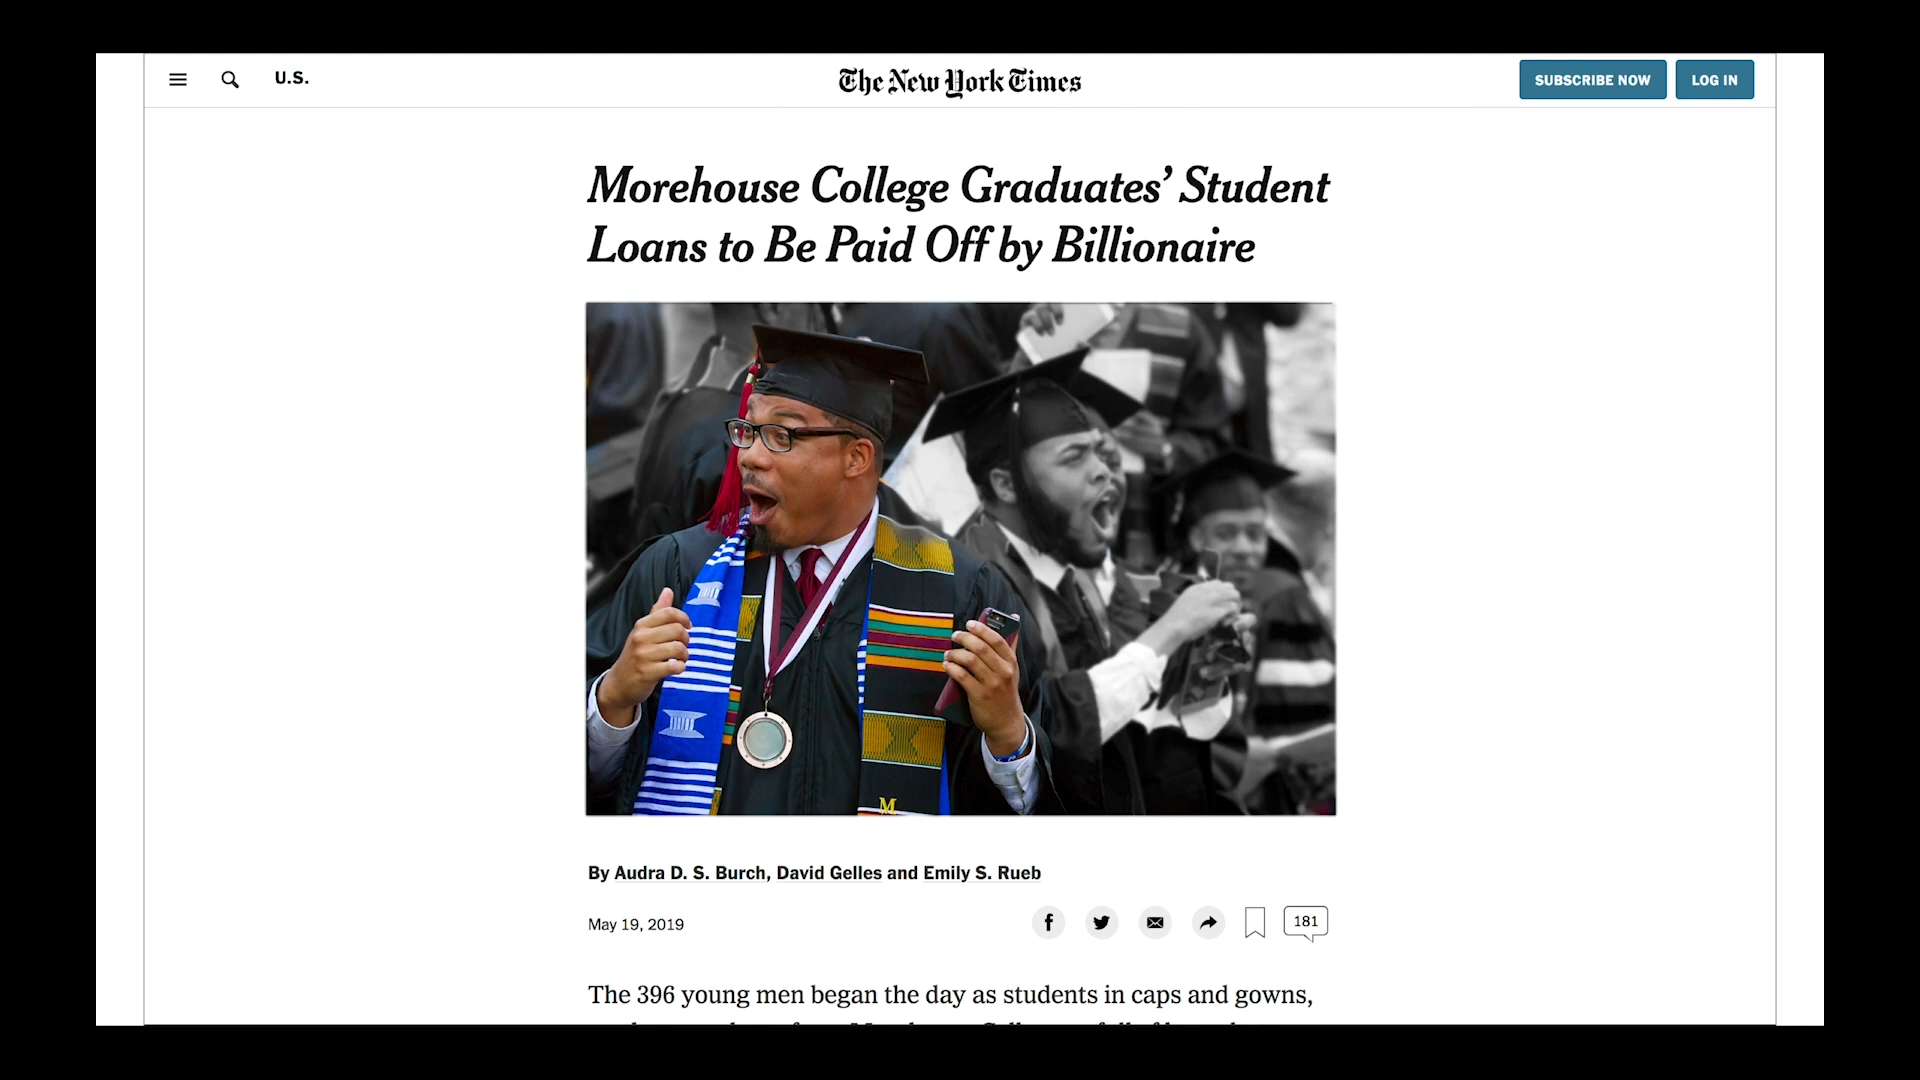 U.S.
The New York Times
SUBSCRIBE NOW
LOG IN
Morehouse College Graduates’ Student
Loans to Be Paid Off by Billionaire
M
By Audra D. S. Burch, David Gelles and Emily S. Rueb
May 19, 2019
181
The 396 young men began the day as students in caps and gowns,